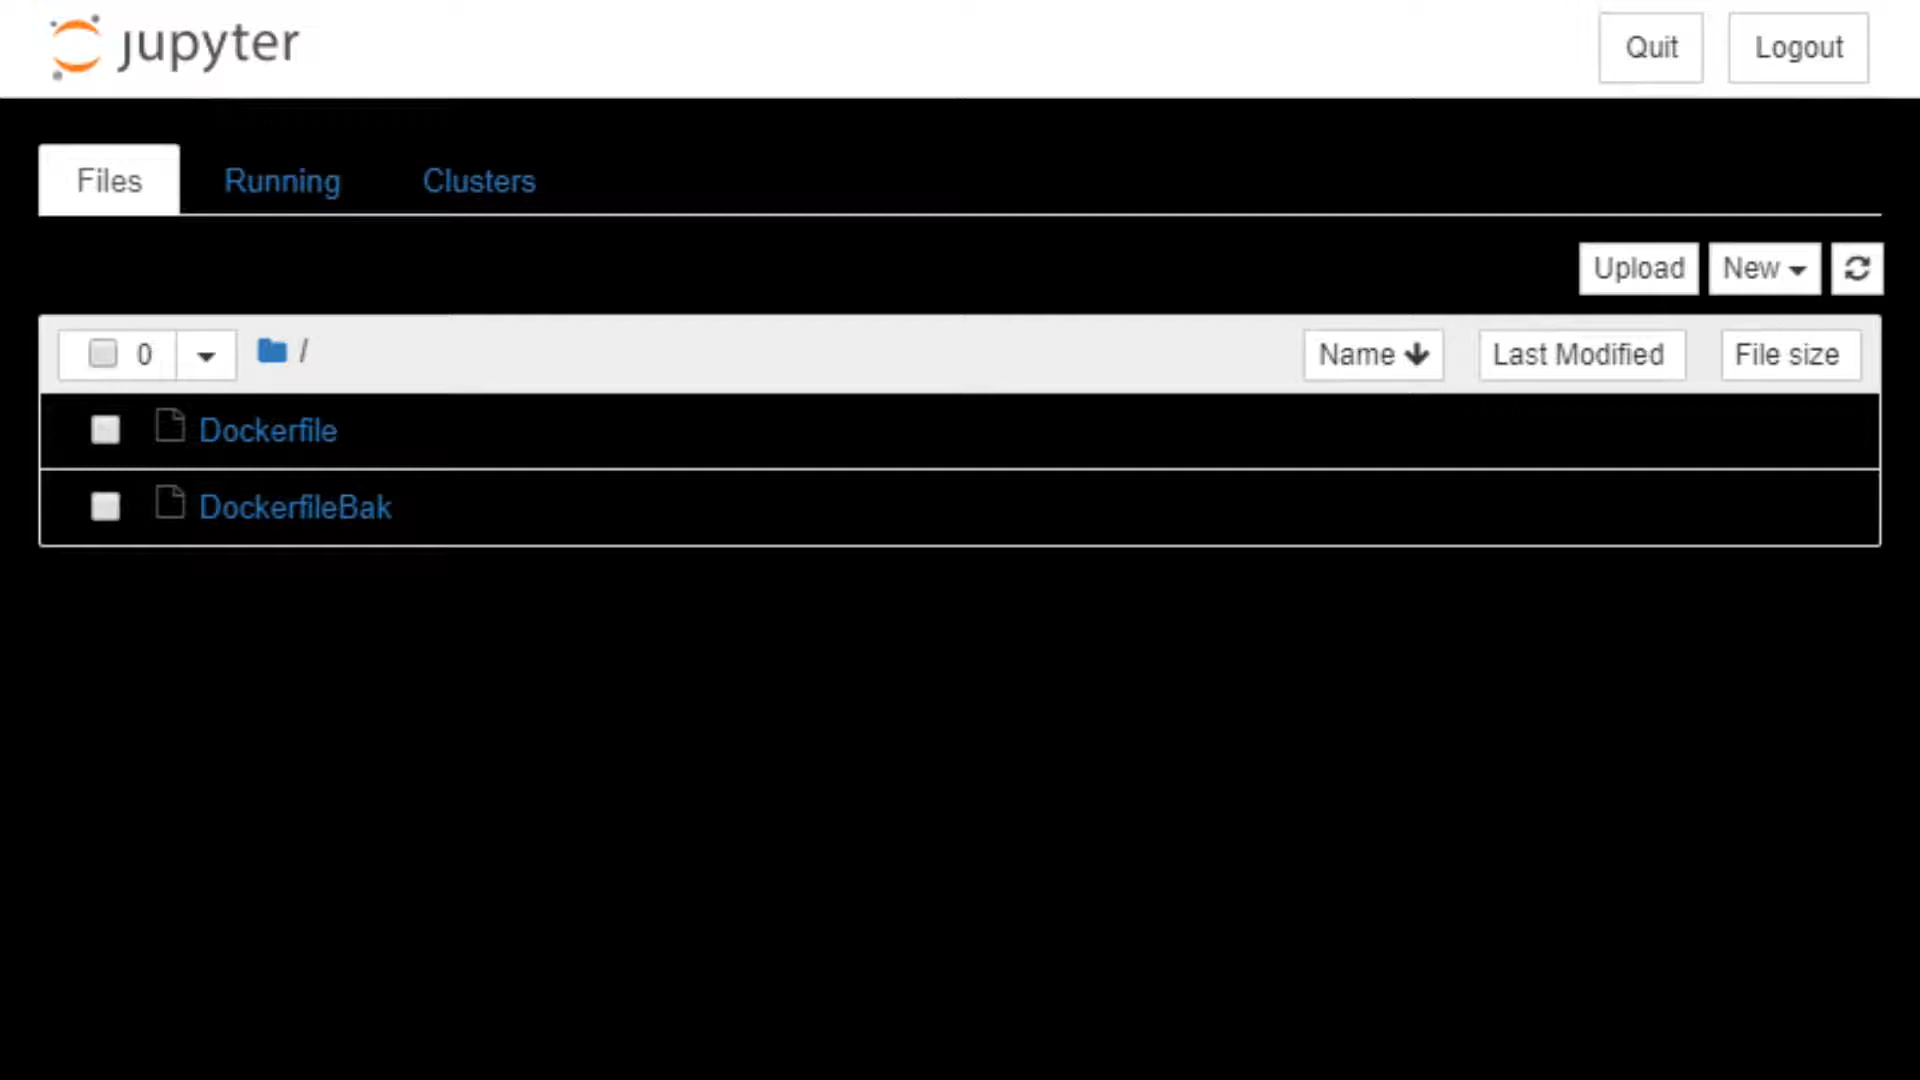 jupyter Quit Logout
Files Running Clusters
Upload New
0 / Name Last Modified File size
Dockerfile
DockerfileBak